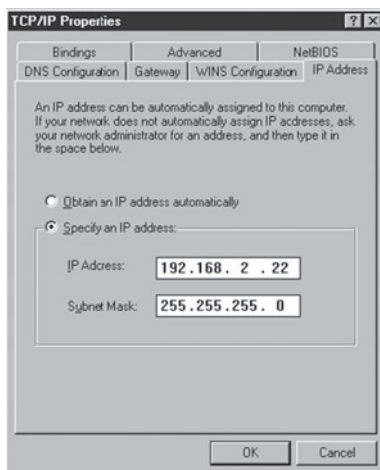 TCP/IP Properties
Bindings Advanced NetBIOS
DNS Configuration Gateway WINS Configuration IP Address
An IP address can be automatically assigned to this computer.
If your network does not automatically assign IP addresses, ask
your network administrator for an address, and then type it in
the space below.
Obtain an IP address automatically
Specify an IP address:
IP Address: 192.168. 2 .22
Subnet Mask: 255.255.255. 0
OK Cancel